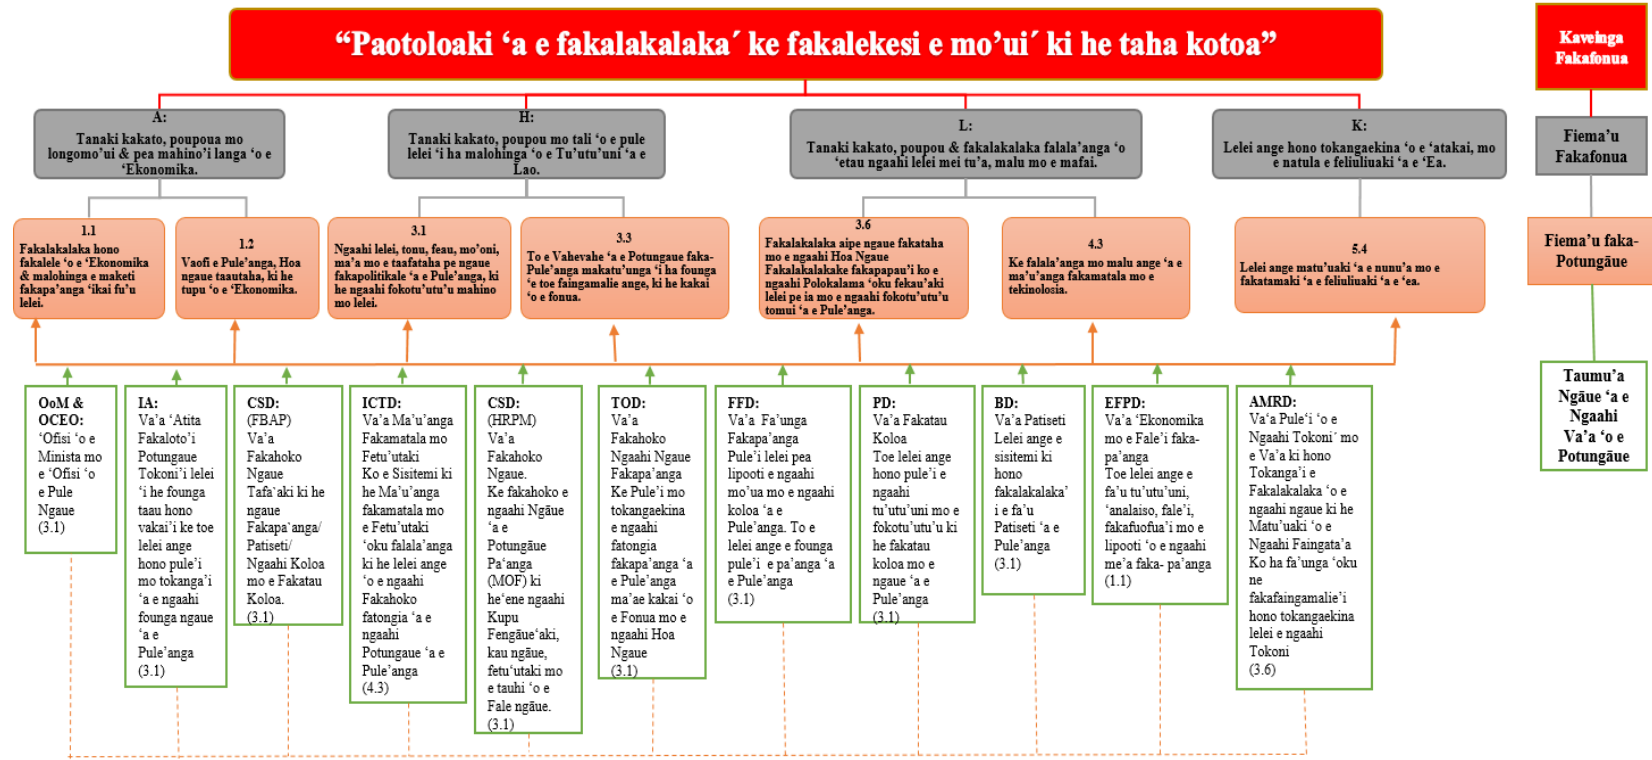 “Paotoloaki ‘a e fakalakalaka´ ke fakalekesi e mo’ui´ ki he taha kotoa”
Kaveinga
Fakafonua
A:
Tanaki kakato, poupoua mo
longomo’ui & pea mahino’i langa ‘o e
‘Ekonomika.
H:
Tanaki kakato, poupou mo tali ‘o e pule
lelei ‘i ha malohinga ‘o e Tu’utu’uni ‘a e
Lao.
L:
Tanaki kakato, poupou & fakalakalaka falala’anga ‘o
‘etau ngaahi lelei mei tu’a, malu mo e mafai.
K:
Lelei ange hono tokangaekina ‘o e ‘atakai, mo
e natula e feliuliuaki ‘a e ‘Ea.
Fiema’u
Fakafonua
1.1
Fakalakalaka hono
fakalele ‘o e ‘Ekonomika
& malohinga e maketi
fakapa’anga ‘ikai fu’u
lelei.
1.2
Vaofi e Pule’anga, Hoa
ngaue taautaha, ki he
tupu ‘o e ‘Ekonomika.
3.1
Ngaahi lelei, tonu, feau, mo’oni,
ma’a mo e taafataha pe ngaue
fakapolitikale ‘a e Pule’anga, ki
he ngaahi fokotu’utu’u mahino
mo lelei.
3.3
To e Vahevahe ‘a e Potungaue faka-
Pule’anga makatu’unga ‘i ha founga
‘e toe faingamalie ange, ki he kakai
‘o e fonua.
3.6
Fakalakalaka aipe ngaue fakataha
mo e ngaahi Hoa Ngaue
Fakalakalakake fakapapau’i ko e
ngaahi Polokalama ‘oku fekau’aki
lelei pe ia mo e ngaahi fokotu’utu’u
tomui ‘a e Pule’anga.
4.3
Ke falala’anga mo malu ange ‘a e
ma’u’anga fakamatala mo e
tekinolosia.
5.4
Lelei ange matu’uaki ‘a e nunu’a mo e
fakatamaki ‘a e feliuliuaki ‘a e ‘ea.
Fiema’u faka-
Potungāue
OoM &
OCEO:
‘Ofisi ‘o e
Minista mo
e ‘Ofisi ‘o
e Pule
Ngaue
(3.1)
IA:
Va’a ‘Atita
Fakaloto’i
Potungaue
Tokoni’i lelei
‘i he founga
taau hono
vakai’i ke toe
lelei ange
hono pule’i
mo tokanga’i
‘a e ngaahi
founga ngaue
‘a e
Pule’anga
(3.1)
CSD:
(FBAP)
Va’a
Fakahoko
Ngaue
Tafa`aki ki he
ngaue
Fakapa`anga/
Patiseti/
Ngaahi Koloa
mo e Fakatau
Koloa.
(3.1)
ICTD:
Va’a Ma’u’anga
Fakamatala mo
Fetu’utaki
Ko e Sisitemi ki
he Ma’u’anga
fakamatala mo
e Fetu’utaki
‘oku falala’anga
ki he lelei ange
‘o e ngaahi
Fakahoko
fatongia ‘a e
ngaahi
Potungaue ‘a e
Pule’anga
(4.3)
CSD:
(HRPM)
Va’a
Fakahoko
Ngaue.
Ke fakahoko e
ngaahi Ngāue
‘a e
Potungāue
Pa‘anga
(MOF) ki
he‘ene ngaahi
Kupu
Fengāue‘aki,
kau ngāue,
fetu‘utaki mo
e tauhi ‘o e
Fale ngāue.
(3.1)
TOD:
Va’a
Fakahoko
Ngaahi Ngaue
Fakapa’anga
Ke Pule’i mo
tokangaekina
e ngaahi
fatongia
fakapa’anga ‘a
e Pule’anga
ma’ae kakai ‘o
e Fonua mo e
ngaahi Hoa
Ngaue
(3.1)
FFD:
Va’a Fa’unga
Fakapa’anga
Pule’i lelei pea
lipooti e ngaahi
mo’ua mo e ngaahi
koloa ‘a e
Pule’anga. To e
lelei ange e founga
pule’i e pa’anga ‘a
e Pule’anga
(3.1)
PD:
Va’a Fakatau
Koloa
Toe lelei ange
hono pule’i e
ngaahi
tu’utu’uni mo e
fokotu’utu’u ki
he fakatau
koloa mo e
ngaue ‘a e
Pule’anga
(3.1)
BD:
Va’a Patiseti
Lelei ange e
sisitemi ki
hono
fakalakalaka’
i e fa’u
Patiseti ‘a e
Pule’anga
(3.1)
EFPD:
Va’a ‘Ekonomika
mo e Fale’i faka-
pa’anga
Toe lelei ange e
fa’u tu’utu’uni,
‘analaiso, fale’i,
fakafuofua’i mo e
lipooti ‘o e ngaahi
me’a faka- pa’anga
(1.1)
AMRD:
Va‘a Pule’i ‘o e
Ngaahi Tokoni´ mo
e Va’a ki hono
Tokanga’i e
Fakalakalaka ‘o e
ngaahi ngaue ki he
Matu’uaki ‘o e
Ngaahi Faingata’a
Ko ha fa’unga ‘oku
ne
fakafaingamalie’i
hono tokangaekina
lelei e ngaahi
Tokoni
(3.6)
Taumu’a
Ngāue ‘a e
Ngaahi
Va’a ‘o e
Potungāue